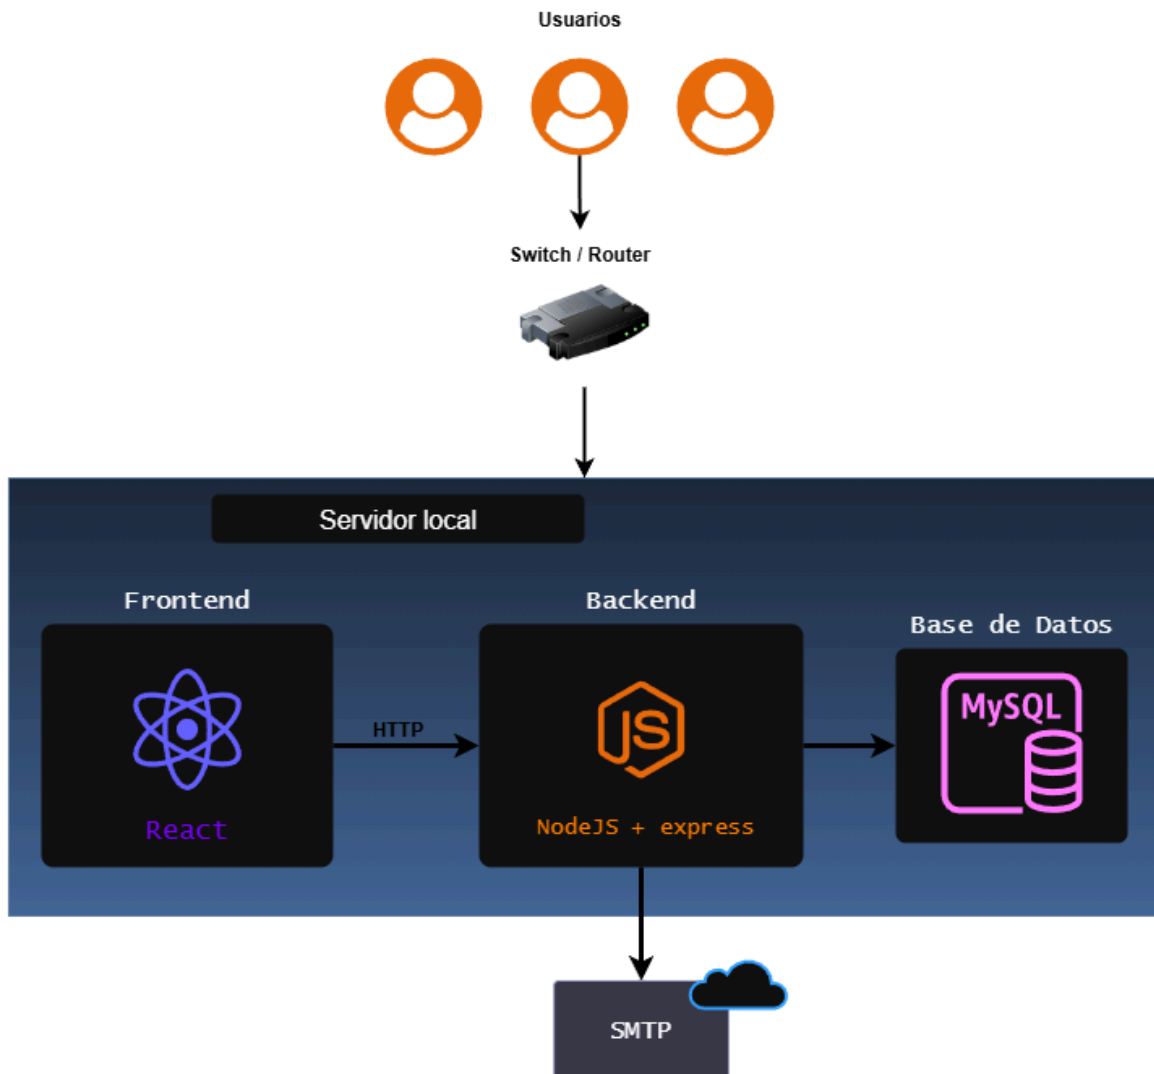 Usuarios
Switch / Router
Servidor local
Frontend
Backend
Base de Datos
MySQL
HTTP
JS
React
NodeJS + express
SMTP